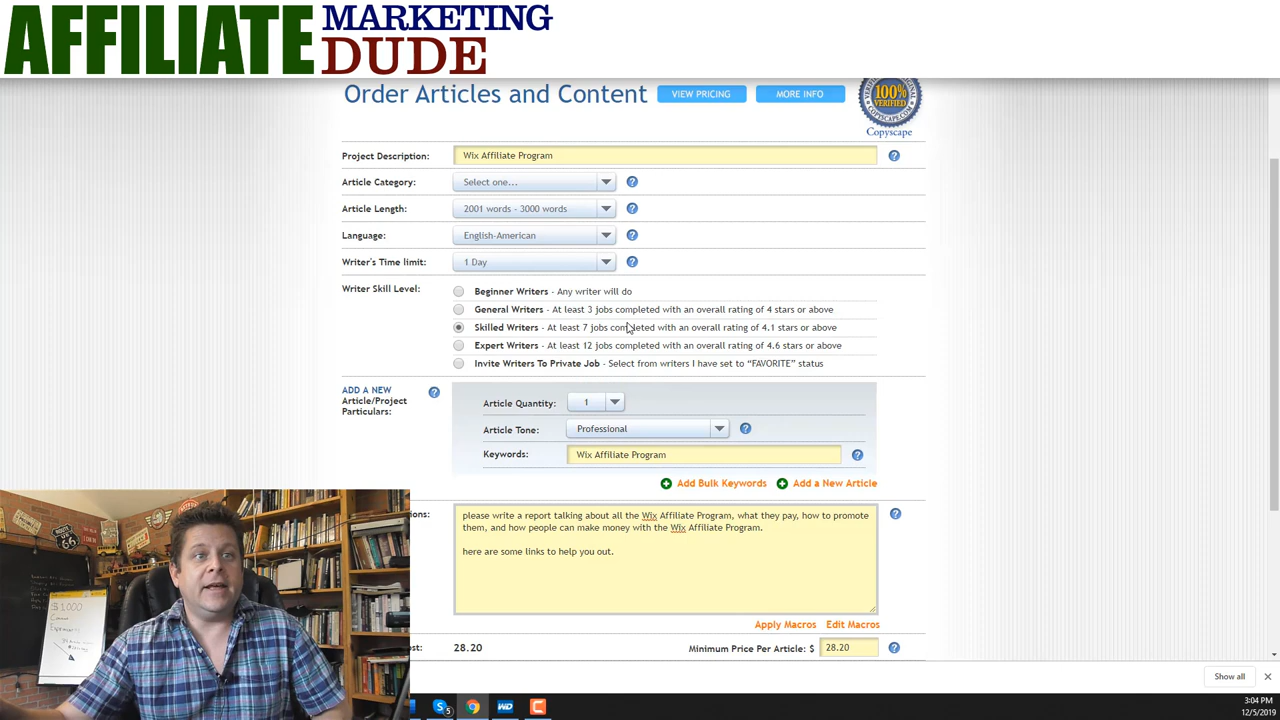 AFFILIATE MARKETING DUDE
Order Articles and Content
VIEW PRICING
MORE INFO
100%
VERIFIED
Copyscape
Project Description:
Wix Affiliate Program
Article Category:
Select one...
Article Length:
2001 words - 3000 words
Language:
English-American
Writer's Time limit:
1 Day
Writer Skill Level:
Beginner Writers - Any writer will do
General Writers - At least 3 jobs completed with an overall rating of 4 stars or above
Skilled Writers - At least 7 jobs completed with an overall rating of 4.1 stars or above
Expert Writers - At least 12 jobs completed with an overall rating of 4.6 stars or above
Invite Writers To Private Job - Select from writers I have set to “FAVORITE” status
ADD A NEW
Article/Project
Particulars:
Article Quantity:
1
Article Tone:
Professional
Keywords:
Wix Affiliate Program
Add Bulk Keywords
Add a New Article
ons:
please write a report talking about all the Wix Affiliate Program, what they pay, how to promote
them, and how people can make money with the Wix Affiliate Program.
here are some links to help you out.
Apply Macros
Edit Macros
st:
28.20
Minimum Price Per Article: $
28.20
Show all
ROUTE
66
$1,000
5
WD
3:04 PM
12/5/2019